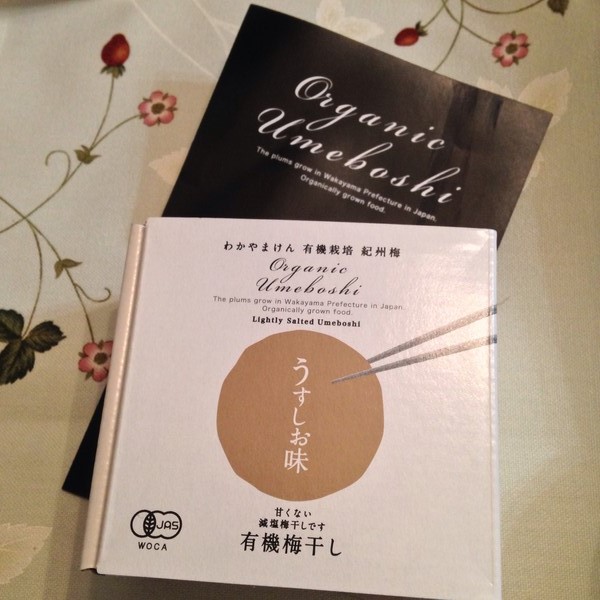 Organic
Umeboshi
The plums grow in Wakayama Prefecture in Japan.
Organically grown food.
わかやまけん 有機栽培 紀州梅
Organic
Umeboshi
The plums grow in Wakayama Prefecture in Japan.
Organically grown food.
Lightly Salted Umeboshi
うすしお味
甘くない
減塩梅干しです
有機梅干し
JAS
WOCA